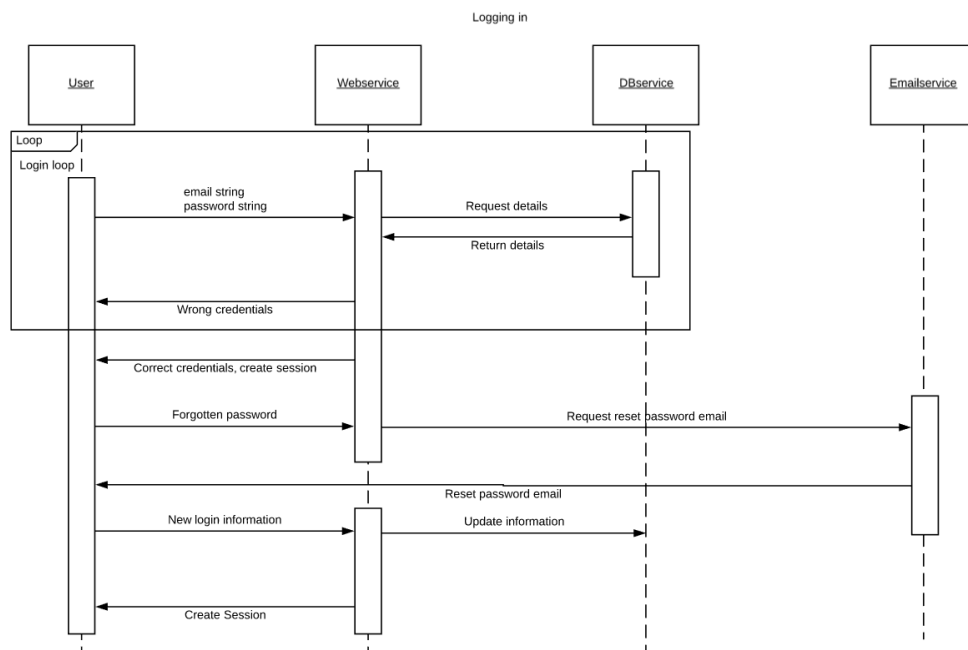 Logging in
User
Webservice
DBservice
Emailservice
Loop
Login loop
email string
password string
Request details
Return details
Wrong credentials
Correct credentials, create session
Forgotten password
Request reset password email
Reset password email
New login information
Update information
Create Session